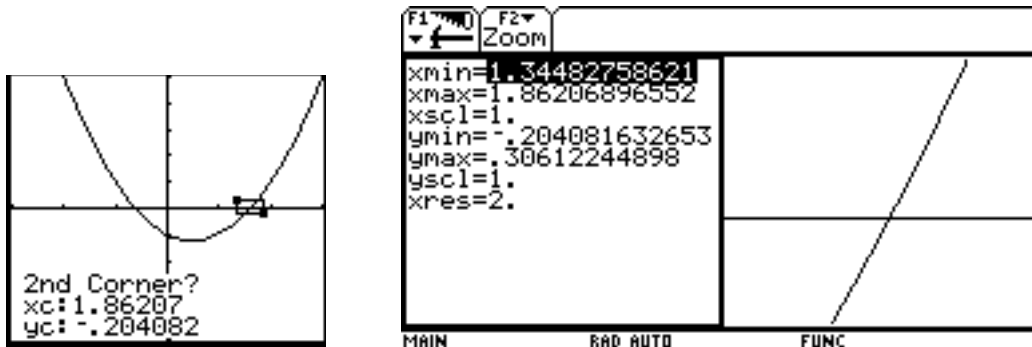 2nd Corner?
xc:1.86207
yc:-.204082
F1▼ F2▼
Zoom
xmin=1.34482758621
xmax=1.86206896552
xscl=1.
ymin=-.204081632653
ymax=.30612244898
yscl=1.
xres=2.
MAIN RAD AUTO FUNC